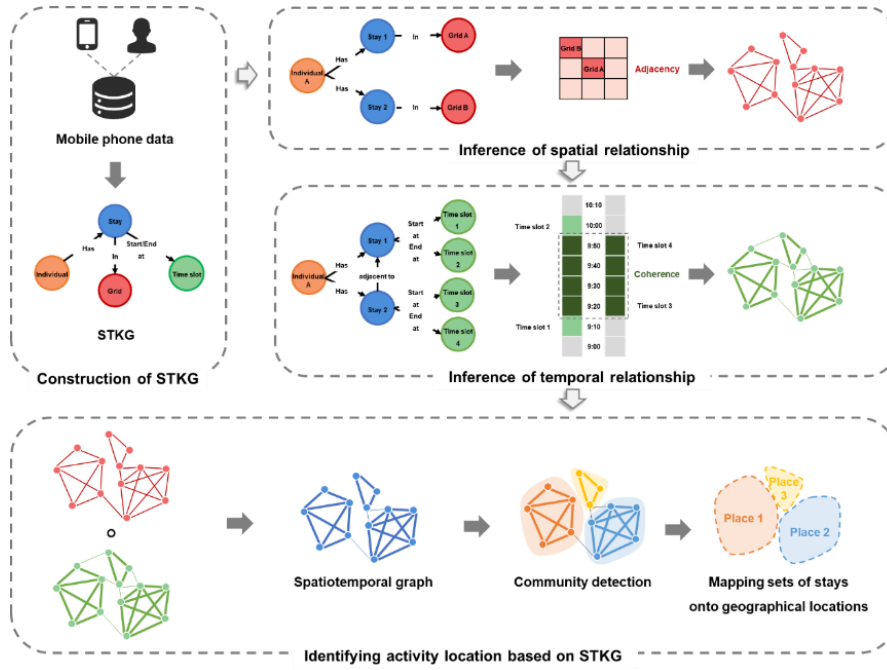 Mobile phone data
Stay
Has
Start/End
at
In
Individual
Grid
Time slot
STKG
Construction of STKG
Individual
A
Has
Has
Stay 1
Stay 2
In
In
Grid A
Grid B
Grid B
Grid A
Adjacency
Inference of spatial relationship
Individual
A
Has
Has
Stay 1
adjacent to
Stay 2
Start
at
End
at
Start
at
End
at
Time slot
1
Time slot
2
Time slot
3
Time slot
4
Time slot 2
Time slot 1
10:10
10:00
9:50
9:40
9:30
9:20
9:10
9:00
Time slot 4
Coherence
Time slot 3
Inference of temporal relationship
Spatiotemporal graph
Community detection
Place 1
Place
3
Place 2
Mapping sets of stays
onto geographical locations
Identifying activity location based on STKG